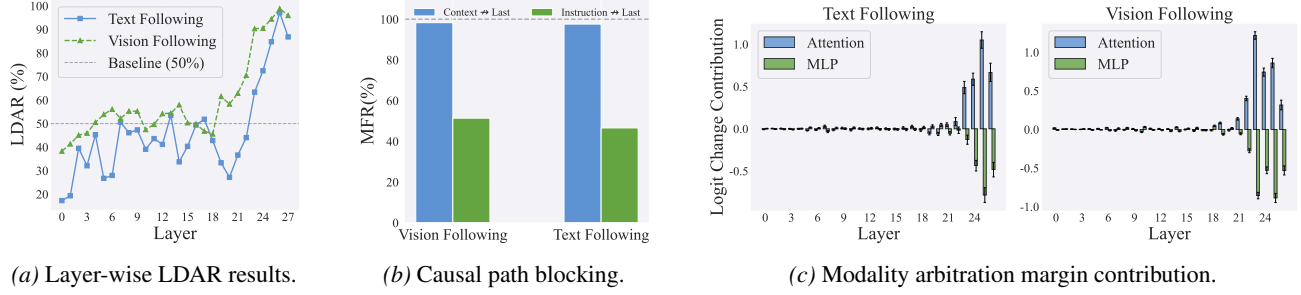 Text Following
Vision Following
Baseline (50%)
LDAR (%)
100
90
80
70
60
50
40
30
20
0 3 6 9 12 15 18 21 24 27
Layer
(a) Layer-wise LDAR results.
Context ↛ Last
Instruction ↛ Last
MFR(%)
100
80
60
40
20
0
Vision Following
Text Following
(b) Causal path blocking.
Text Following
Attention
MLP
Logit Change Contribution
1.0
0.5
0.0
-0.5
0 3 6 9 12 15 18 21 24
Layer
Vision Following
Attention
MLP
1.0
0.5
0.0
-0.5
-1.0
0 3 6 9 12 15 18 21 24
Layer
(c) Modality arbitration margin contribution.